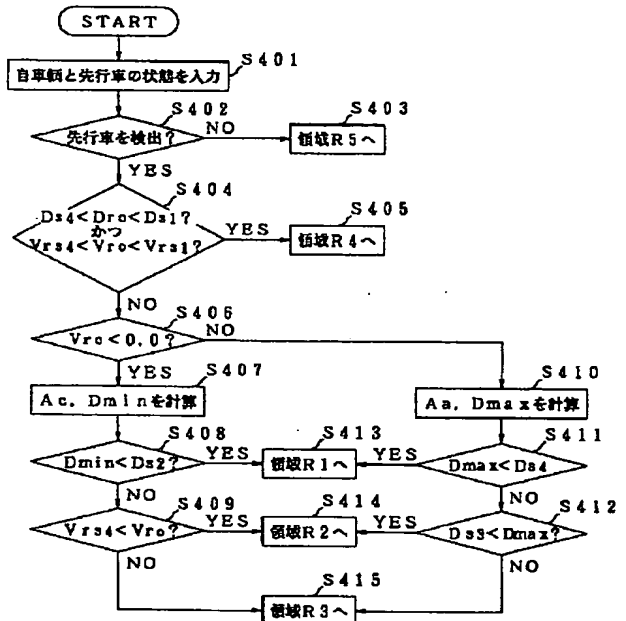 START
S401
自車輌と先行車の状態を入力
S402
先行車を検出?
NO
S403
領域R5へ
YES
S404
Ds4<Dro<Ds1?
かつ
Vrs4<Vro<Vrs1?
YES
S405
領域R4へ
NO
S406
Vro<0.0?
NO
YES
S407
Ac, Dminを計算
S410
Aa, Dmaxを計算
S408
Dmin<Ds2?
YES
S413
領域R1へ
YES
S411
Dmax<Ds4
NO
S409
Vrs4<Vro?
YES
S414
領域R2へ
YES
NO
S412
Ds3<Dmax?
NO
NO
S415
領域R3へ